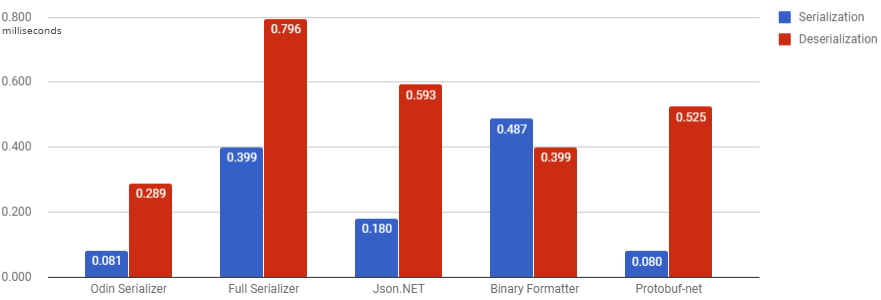 0.800
milliseconds
0.600
0.400
0.200
0.000
0.081
0.289
0.399
0.796
0.180
0.593
0.487
0.399
0.080
0.525
Odin Serializer
Full Serializer
Json.NET
Binary Formatter
Protobuf-net
Serialization
Deserialization